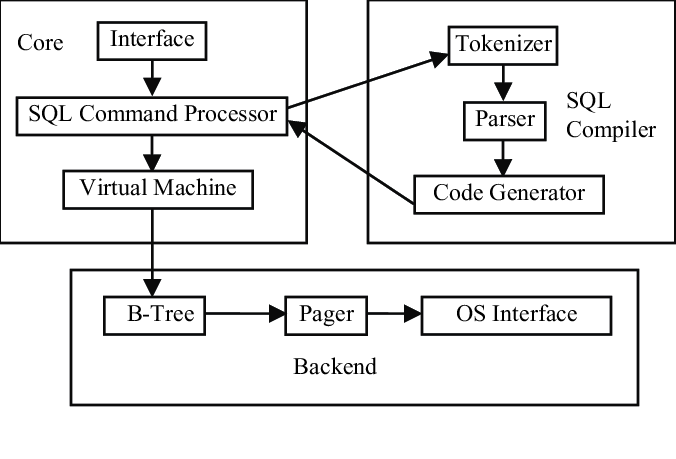 Core
Interface
SQL Command Processor
Virtual Machine
Tokenizer
Parser
SQL
Compiler
Code Generator
B-Tree
Pager
OS Interface
Backend